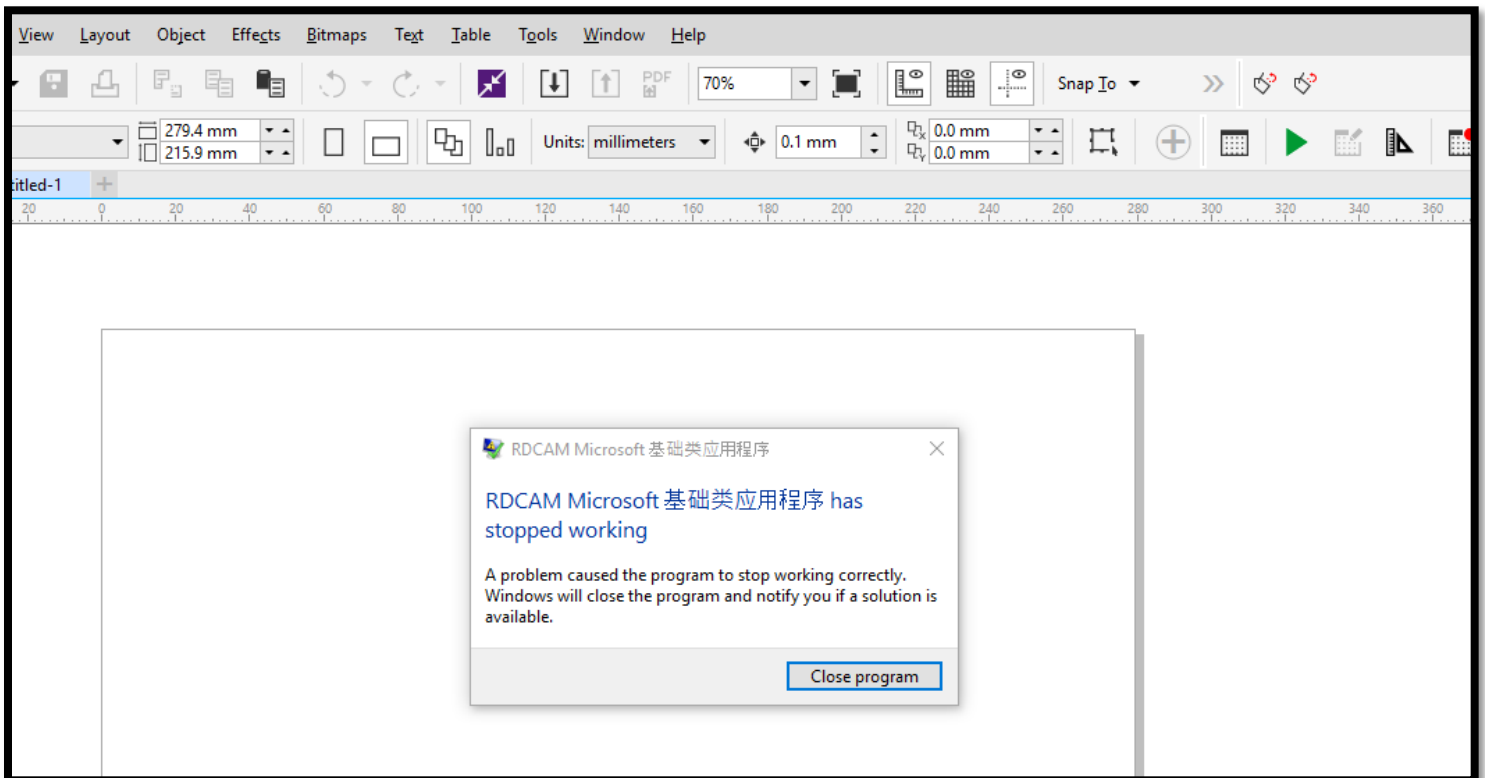 View Layout Object Effects Bitmaps Text Table Tools Window Help
PDF 70% Snap To
279.4 mm
215.9 mm
Units: millimeters 0.1 mm
0.0 mm
0.0 mm
titled-1
20 0 20 40 60 80 100 120 140 160 180 200 220 240 260 280 300 320 340 360
RDCAM Microsoft 基础类应用程序
RDCAM Microsoft 基础类应用程序 has
stopped working
A problem caused the program to stop working correctly.
Windows will close the program and notify you if a solution is
available.
Close program